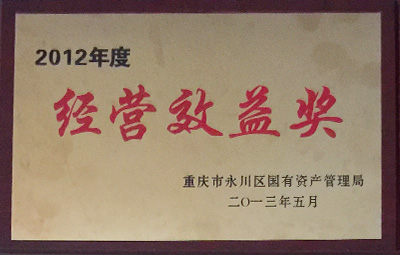 2012年度
经营效益奖
重庆市永川区国有资产管理局
二〇一三年五月